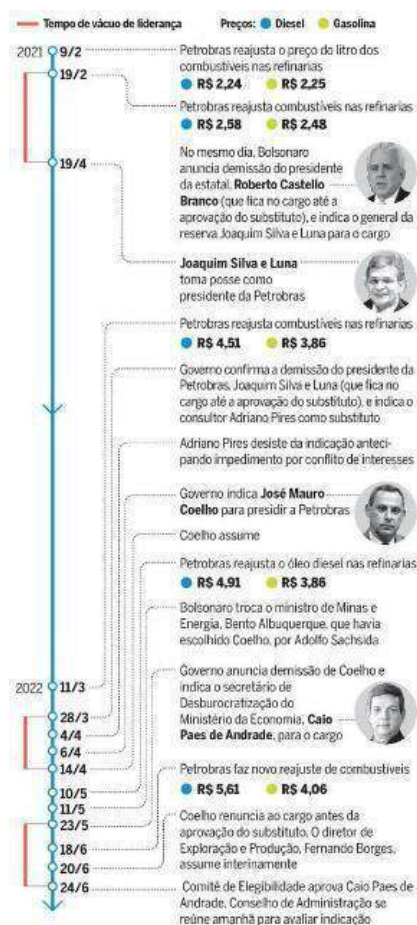 Tempo de vácuo de liderança Preços: Diesel Gasolina
2021 9/2
Petrobras reajusta o preço do litro dos
combustíveis nas refinarias
R$ 2,24 R$ 2,25
19/2
Petrobras reajusta combustíveis nas refinarias
R$ 2,58 R$ 2,48
No mesmo dia, Bolsonaro
anuncia demissão do presidente
da estatal, Roberto Castello
Branco (que fica no cargo até a
aprovação do substituto), e indica o general da
reserva Joaquim Silva e Luna para o cargo
19/4
Joaquim Silva e Luna
toma posse como
presidente da Petrobras
Petrobras reajusta combustíveis nas refinarias
R$ 4,51 R$ 3,86
Governo confirma a demissão do presidente da
Petrobras, Joaquim Silva e Luna (que fica no
cargo até a aprovação do substituto), e indica o
consultor Adriano Pires como substituto
Adriano Pires desiste da indicação anteci-
pando impedimento por conflito de interesses
Governo indica José Mauro
Coelho para presidir a Petrobras
Coelho assume
Petrobras reajusta o óleo diesel nas refinarias
R$ 4,91 R$ 3,86
Bolsonaro troca o ministro de Minas e
Energia, Bento Albuquerque, que havia
escolhido Coelho, por Adolfo Sachsida
Governo anuncia demissão de Coelho e
indica o secretário de
Desburocratização do
Ministério da Economia, Caio
Paes de Andrade, para o cargo
Petrobras faz novo reajuste de combustíveis
R$ 5,61 R$ 4,06
Coelho renuncia ao cargo antes da
aprovação do substituto. O diretor de
Exploração e Produção, Fernando Borges,
assume interinamente
Comitê de Elegibilidade aprova Caio Paes de
Andrade. Conselho de Administração se
reúne amanhã para avaliar indicação
2022 11/3
28/3
4/4
6/4
14/4
10/5
11/5
23/5
18/6
20/6
24/6